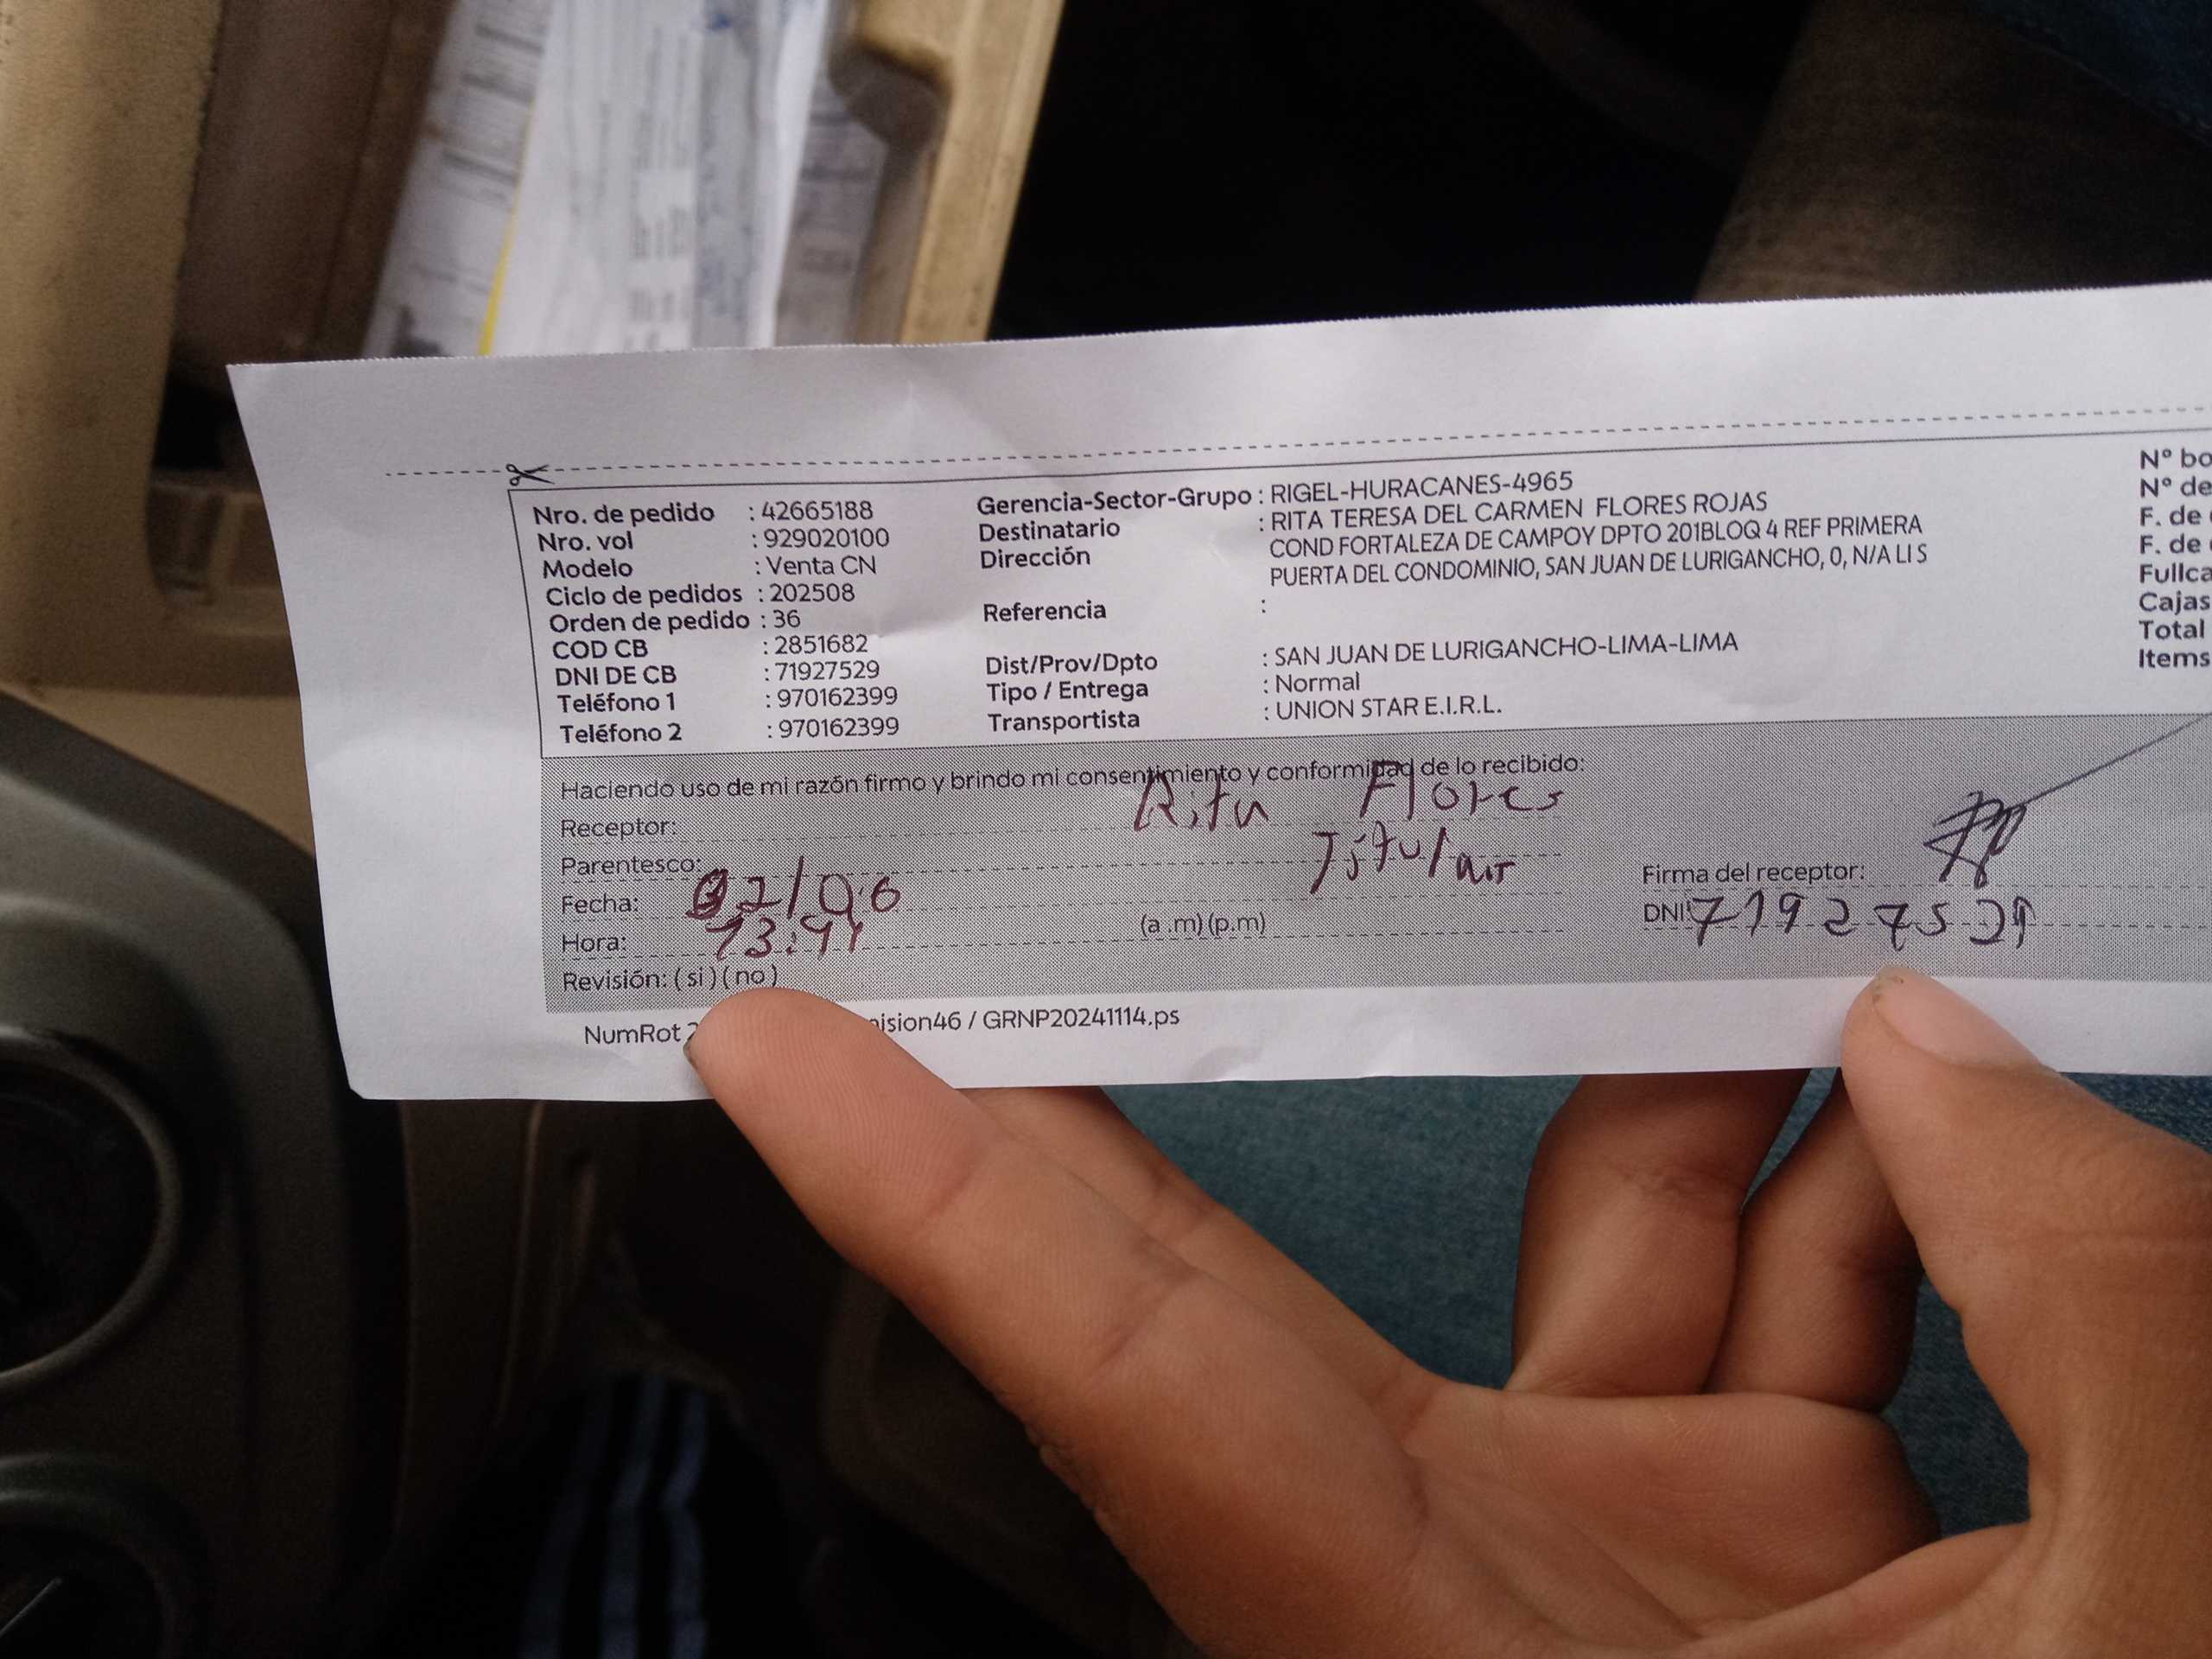 Nro. de pedido : 42665188
Nro. vol : 929020100
Modelo : Venta CN
Ciclo de pedidos : 202508
Orden de pedido : 36
COD CB : 2851682
DNI DE CB : 71927529
Teléfono 1 : 970162399
Teléfono 2 : 970162399
Gerencia-Sector-Grupo : RIGEL-HURACANES-4965
Destinatario : RITA TERESA DEL CARMEN FLORES ROJAS
Dirección COND FORTALEZA DE CAMPOY DPTO 201BLOQ 4 REF PRIMERA
PUERTA DEL CONDOMINIO, SAN JUAN DE LURIGANCHO, 0, N/A LI S
Referencia :
Dist/Prov/Dpto : SAN JUAN DE LURIGANCHO-LIMA-LIMA
Tipo / Entrega : Normal
Transportista : UNION STAR E.I.R.L.
Nº bo
Nº de
F. de
F. de
Fullca
Cajas
Total
Items
Haciendo uso de mi razón firmo y brindo mi consentimiento y conformidad de lo recibido:
Receptor: Rita Flores
Parentesco: Titular
Fecha: 02/06
Hora: (a .m) (p.m)
Revisión: ( si ) ( no )
Firma del receptor:
DNI: 71927529
NumRot ision46 / GRNP20241114.ps